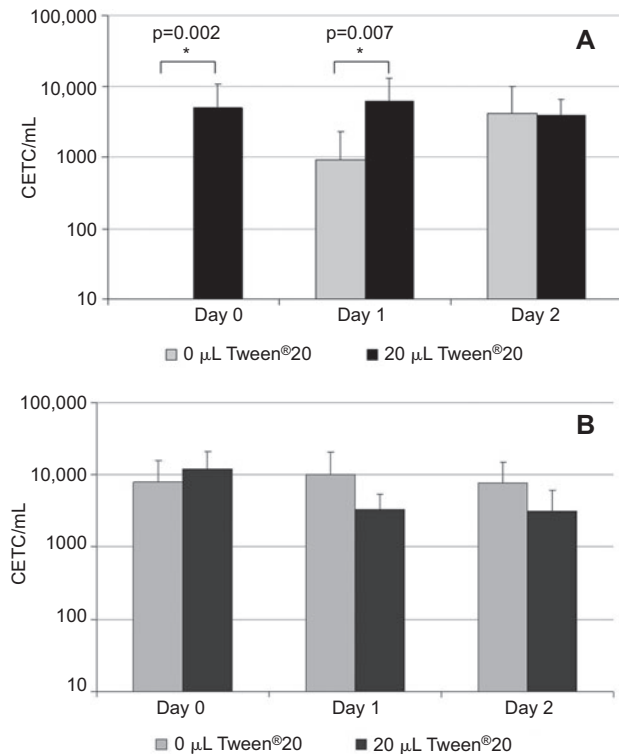 100,000
p=0.002
p=0.007
A
*
*
10,000
CETC/mL
1000
100
10
Day 0
Day 1
Day 2
0 μL Tween®20
20 μL Tween®20
100,000
B
10,000
CETC/mL
1000
100
10
Day 0
Day 1
Day 2
0 μL Tween®20
20 μL Tween®20